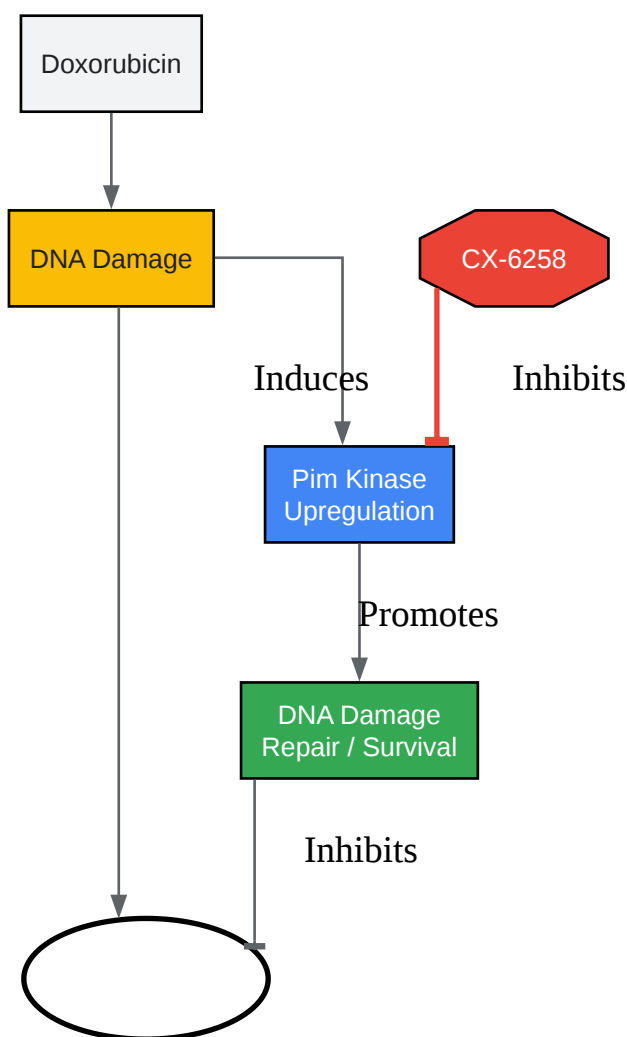 Doxorubicin
DNA Damage
CX-6258
Induces
Inhibits
Pim Kinase
Upregulation
Promotes
DNA Damage
Repair / Survival
Inhibits